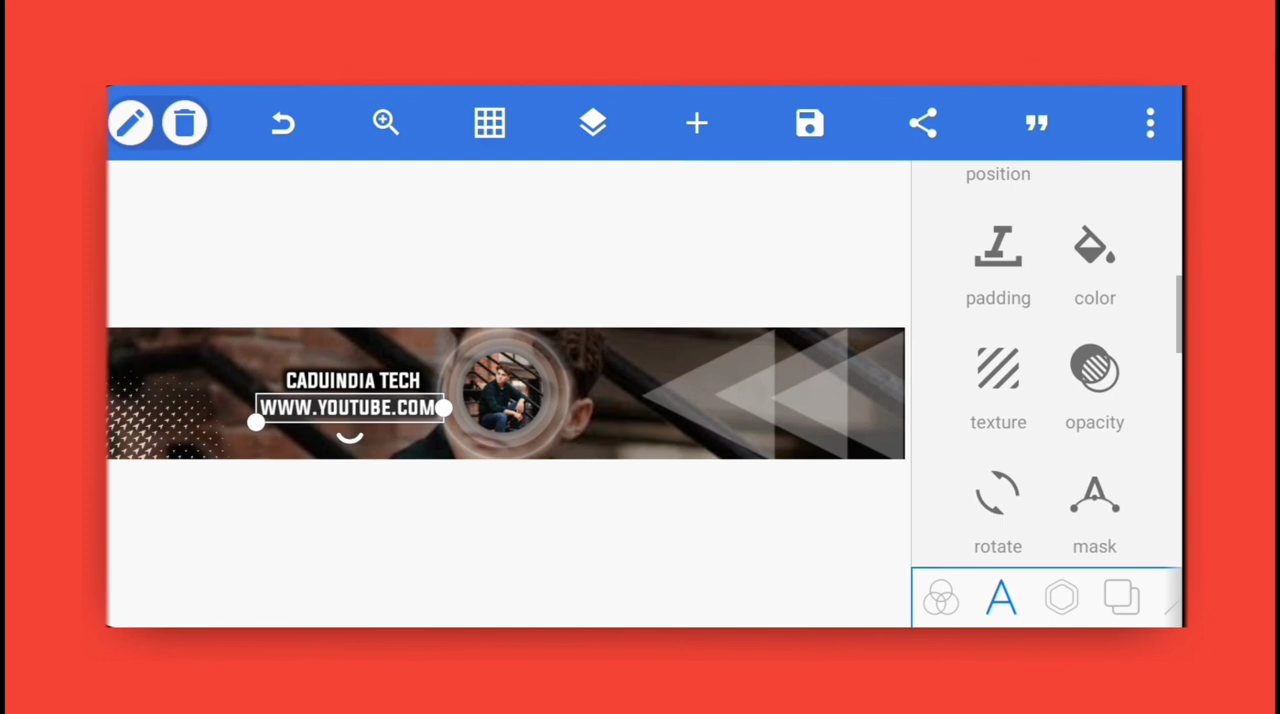 position
padding color
CADUINDIA TECH
WWW.YOUTUBE.COM
texture opacity
rotate mask